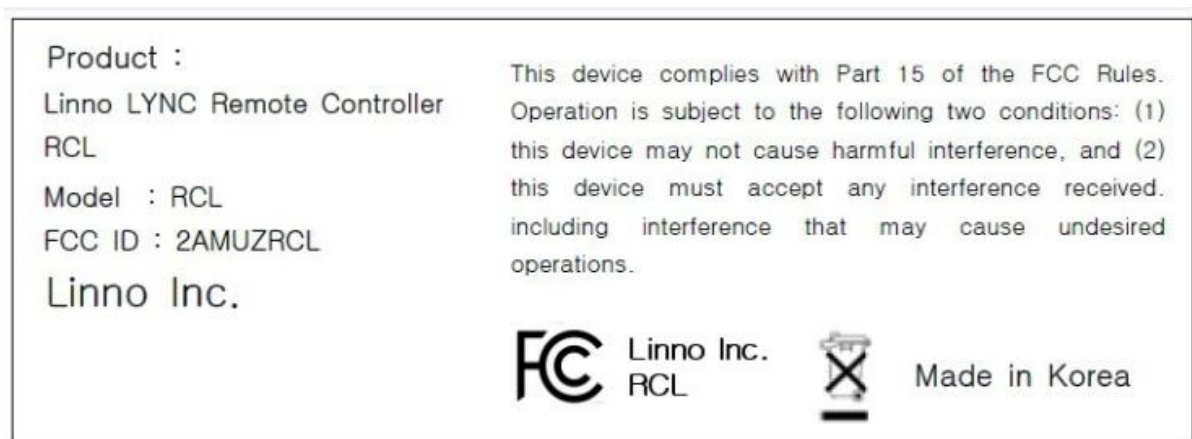 Product :
Linno LYNC Remote Controller
RCL
Model : RCL
FCC ID : 2AMUZRCL
Linno Inc.
This device complies with Part 15 of the FCC Rules.
Operation is subject to the following two conditions: (1)
this device may not cause harmful interference, and (2)
this device must accept any interference received.
including interference that may cause undesired
operations.
FC Linno Inc.
RCL
Made in Korea